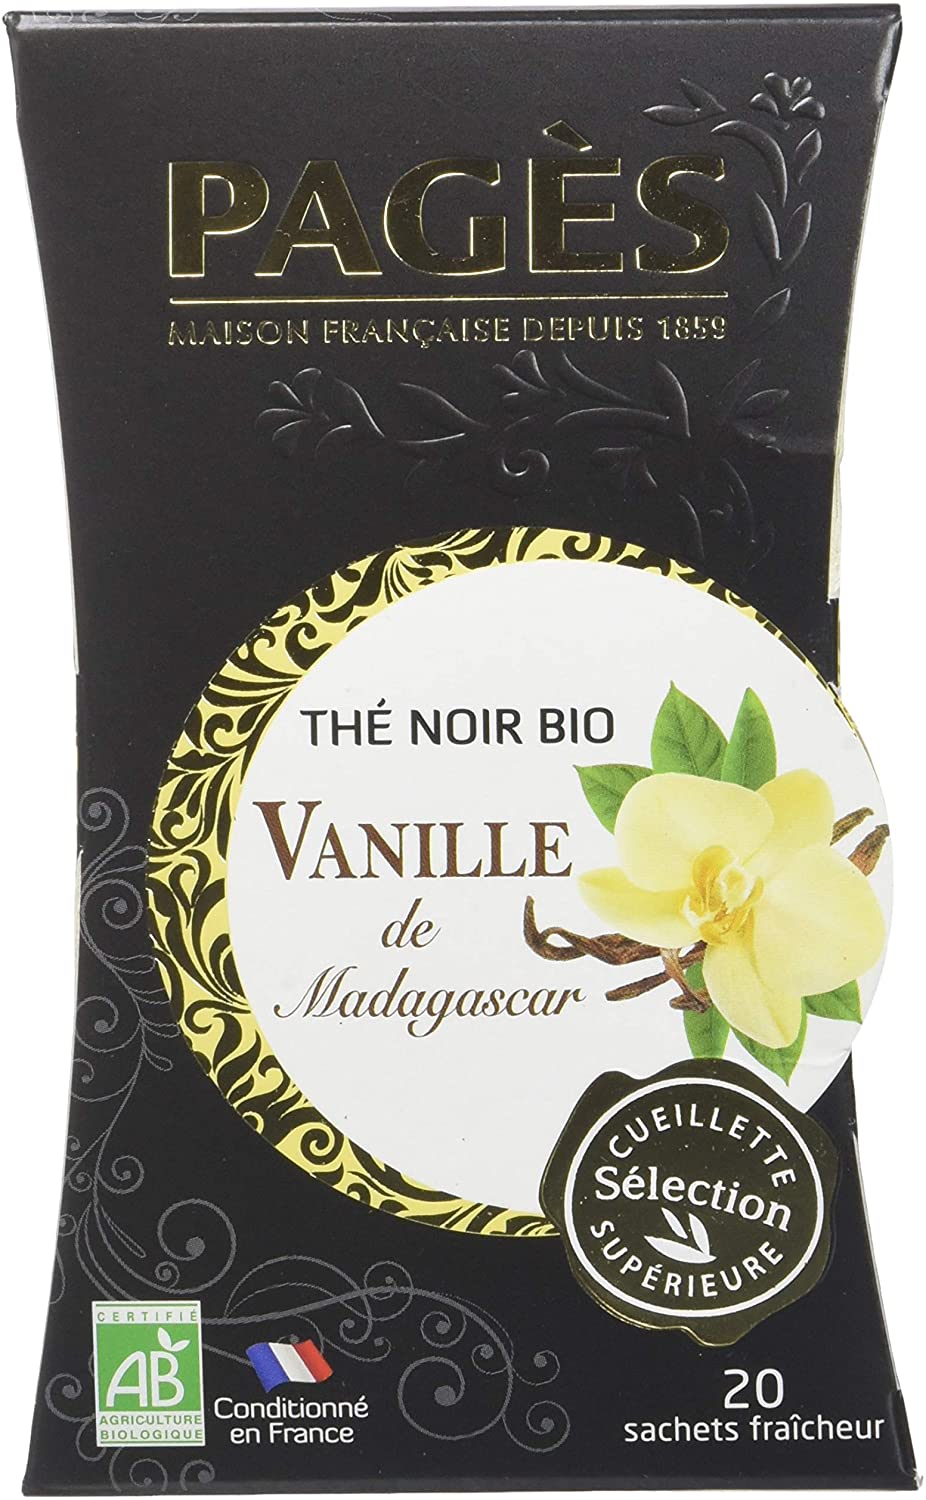 PAGÈS
MAISON FRANÇAISE DEPUIS 1859
THÉ NOIR BIO
VANILLE
de
Madagascar
CUEILLETTE
Sélection
SUPÉRIEURE
CERTIFIÉ
AB
AGRICULTURE
BIOLOGIQUE
Conditionné
en France
20
sachets fraîcheur